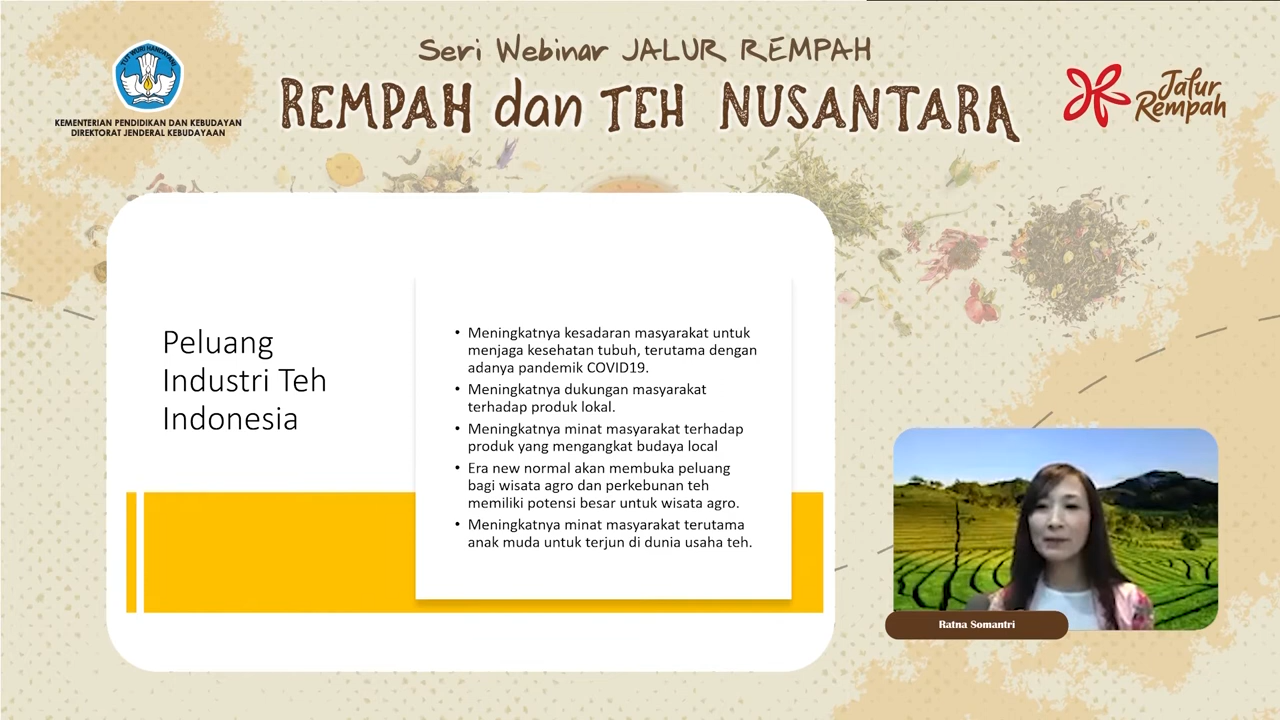 Seri Webinar JALUR REMPAH
REMPAH dan TEH NUSANTARA
TUT WURI HANDAYANI
KEMENTERIAN PENDIDIKAN DAN KEBUDAYAAN
DIREKTORAT JENDERAL KEBUDAYAAN
Jalur
Rempah
Peluang
Industri Teh
Indonesia
• Meningkatnya kesadaran masyarakat untuk
menjaga kesehatan tubuh, terutama dengan
adanya pandemik COVID19.
• Meningkatnya dukungan masyarakat
terhadap produk lokal.
• Meningkatnya minat masyarakat terhadap
produk yang mengangkat budaya local
• Era new normal akan membuka peluang
bagi wisata agro dan perkebunan teh
memiliki potensi besar untuk wisata agro.
• Meningkatnya minat masyarakat terutama
anak muda untuk terjun di dunia usaha teh.
Ratna Somantri